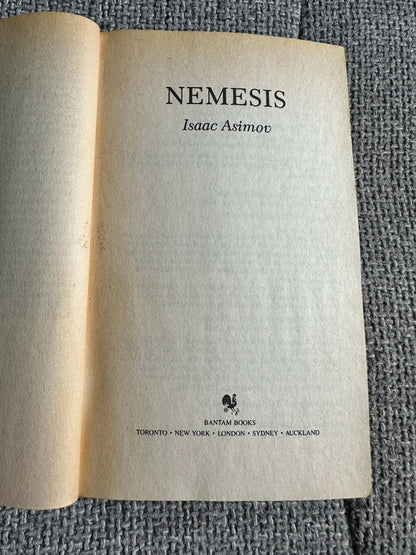 NEMESIS
Isaac Asimov
BANTAM BOOKS
TORONTO • NEW YORK • LONDON • SYDNEY • AUCKLAND